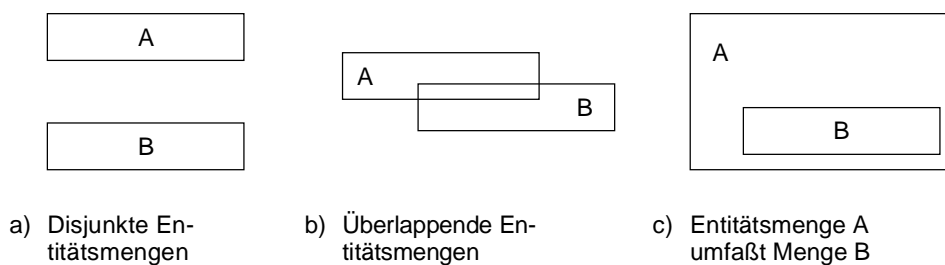 A
B
A
B
A
B
a) Disjunkte En-
titätsmengen
b) Überlappende En-
titätsmengen
c) Entitätsmenge A
umfaßt Menge B